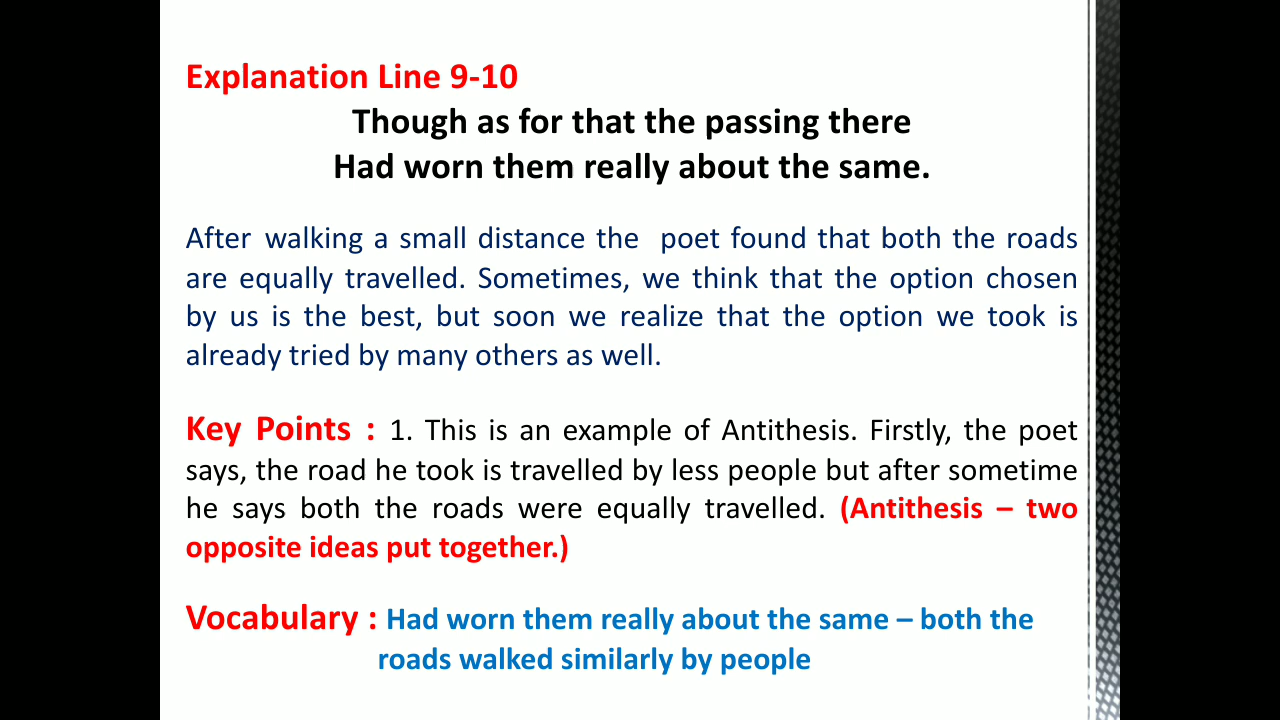 Explanation Line 9-10
Though as for that the passing there
Had worn them really about the same.
After walking a small distance the poet found that both the roads
are equally travelled. Sometimes, we think that the option chosen
by us is the best, but soon we realize that the option we took is
already tried by many others as well.
Key Points : 1. This is an example of Antithesis. Firstly, the poet
says, the road he took is travelled by less people but after sometime
he says both the roads were equally travelled. (Antithesis – two
opposite ideas put together.)
Vocabulary : Had worn them really about the same – both the
roads walked similarly by people